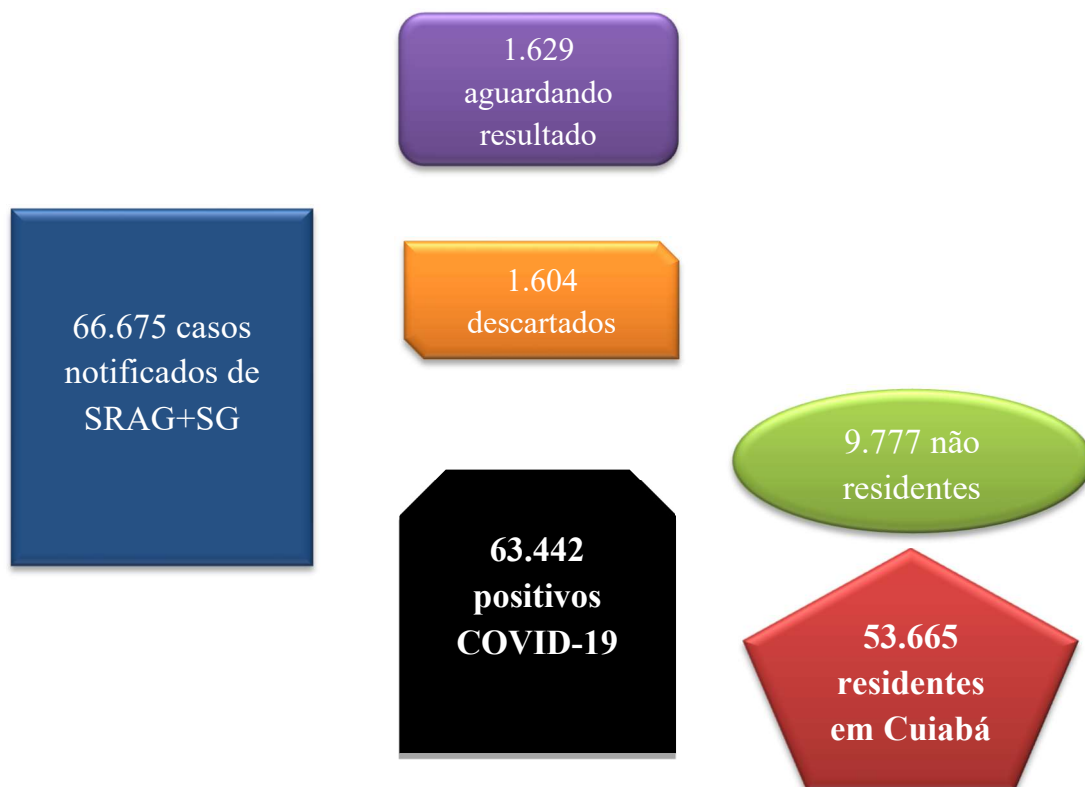 1.629
aguardando
resultado
66.675 casos
notificados de
SRAG+SG
1.604
descartados
9.777 não
residentes
63.442
positivos
COVID-19
53.665
residentes
em Cuiabá